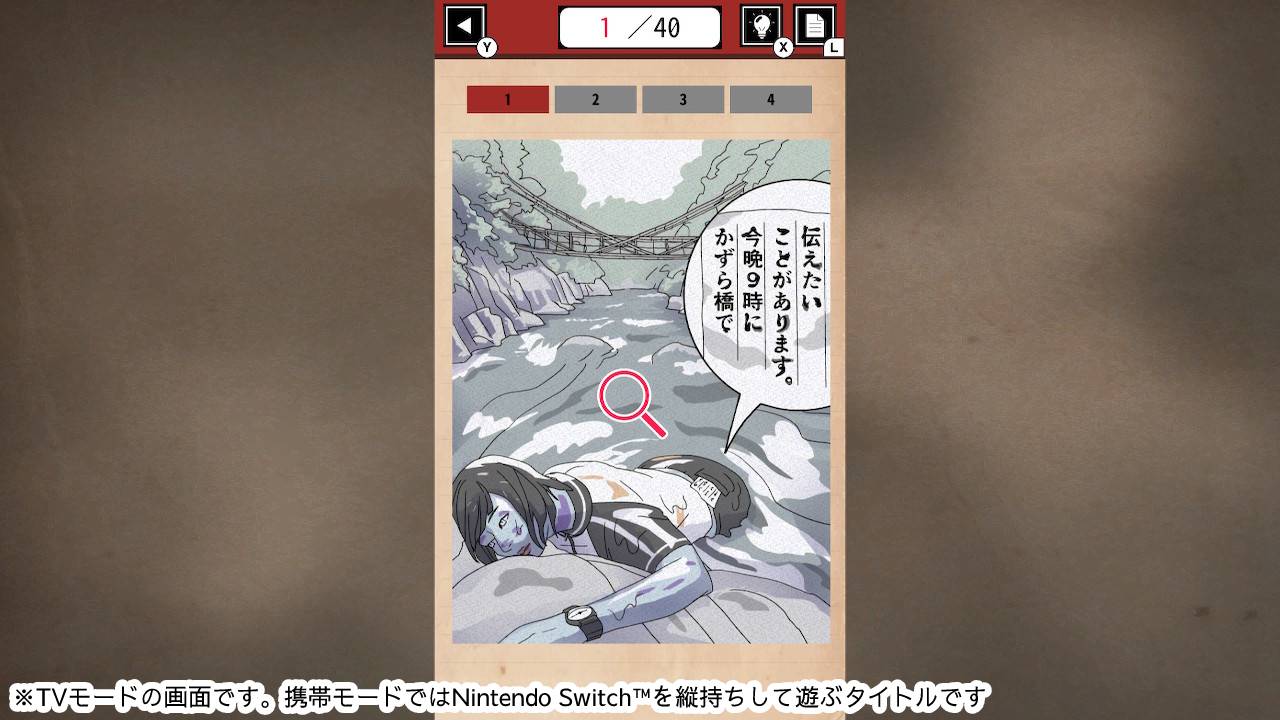 Y
1／40
X
L
1
2
3
4
伝えたい
ことがあります。
今晩9時に
かずら橋で
※TVモードの画面です。携帯モードではNintendo Switch™を縦持ちして遊ぶタイトルです